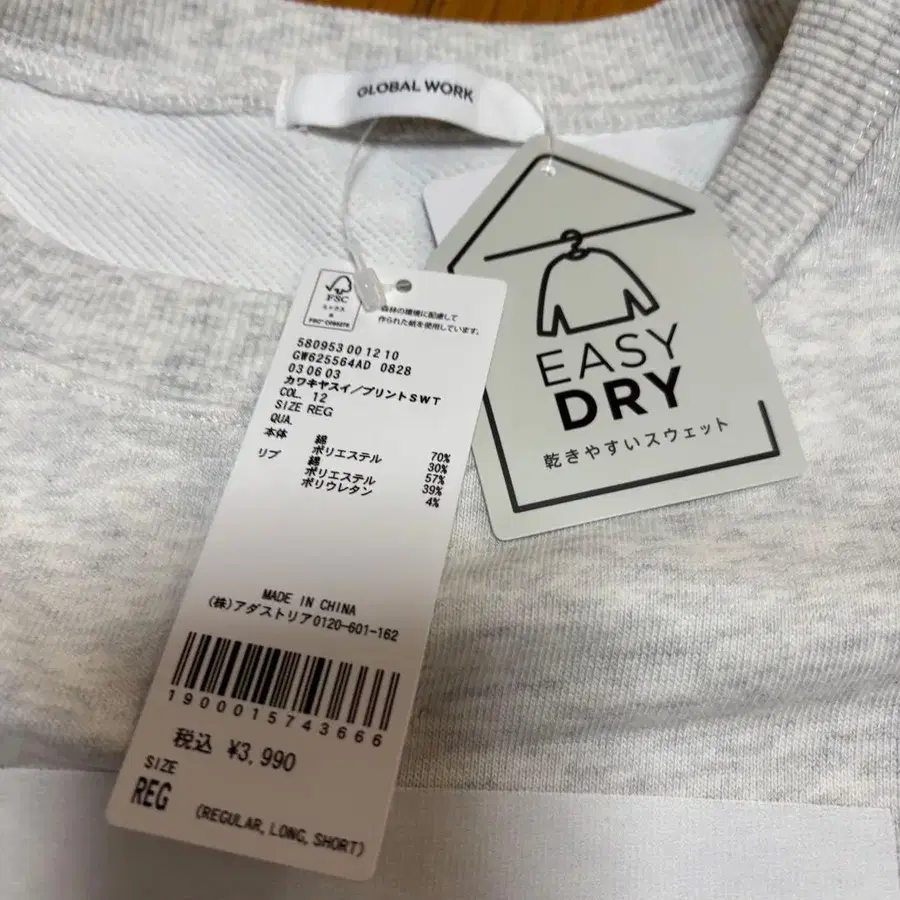 GLOBAL WORK
FSC
ミックス
紙
森林の環境に配慮して
作られた紙を使用しています。
580953 00 12 10
GW625564AD 0828
03 06 03
カワキヤスイ/プリントSWT
COL. 12
SIZE REG
QUA.
本体 綿 70%
ポリエステル 30%
リブ 綿 57%
ポリエステル 39%
ポリウレタン 4%
MADE IN CHINA
(株)アダストリア0120-601-162
1900015743666
税込 ¥3,990
SIZE
REG
(REGULAR, LONG, SHORT)
EASY
DRY
乾きやすいスウェット